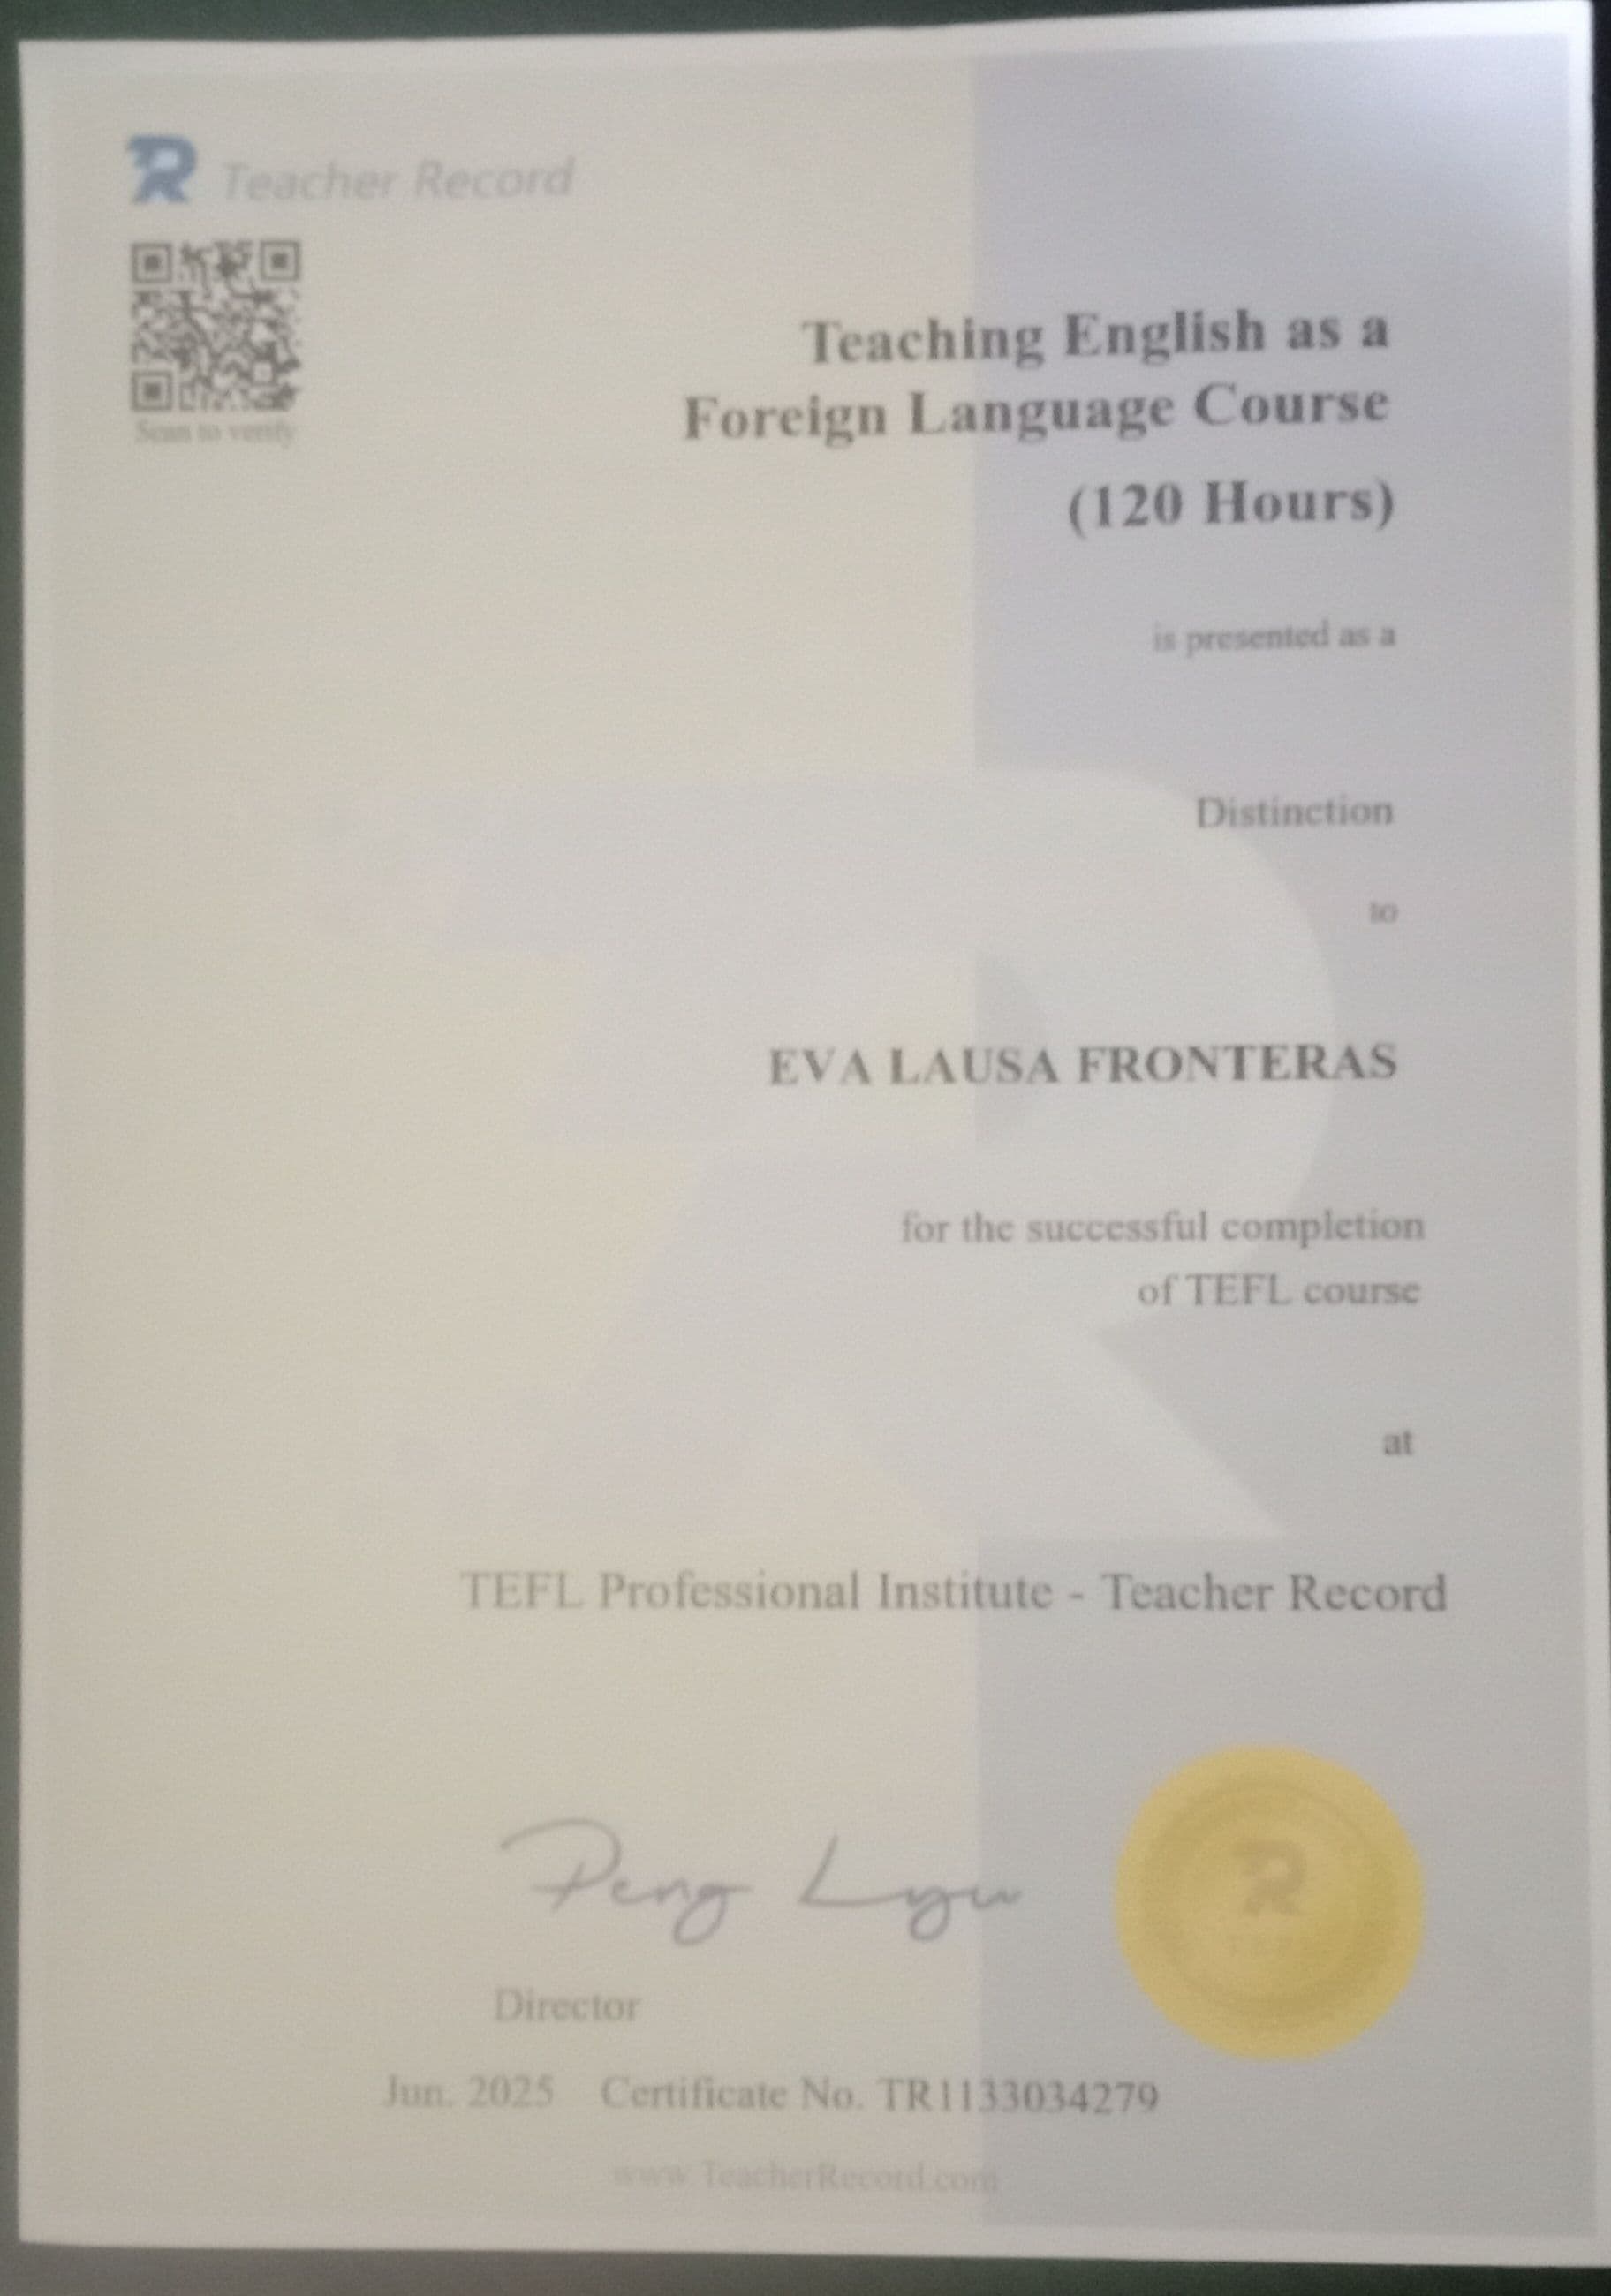 Teacher Record
Scan to verify
Teaching English as a
Foreign Language Course
(120 Hours)
is presented as a
Distinction
to
EVA LAUSA FRONTERAS
for the successful completion
of TEFL course
at
TEFL Professional Institute - Teacher Record
Peng Lyu
Director
Jun. 2025 Certificate No. TR1133034279
www.TeacherRecord.com